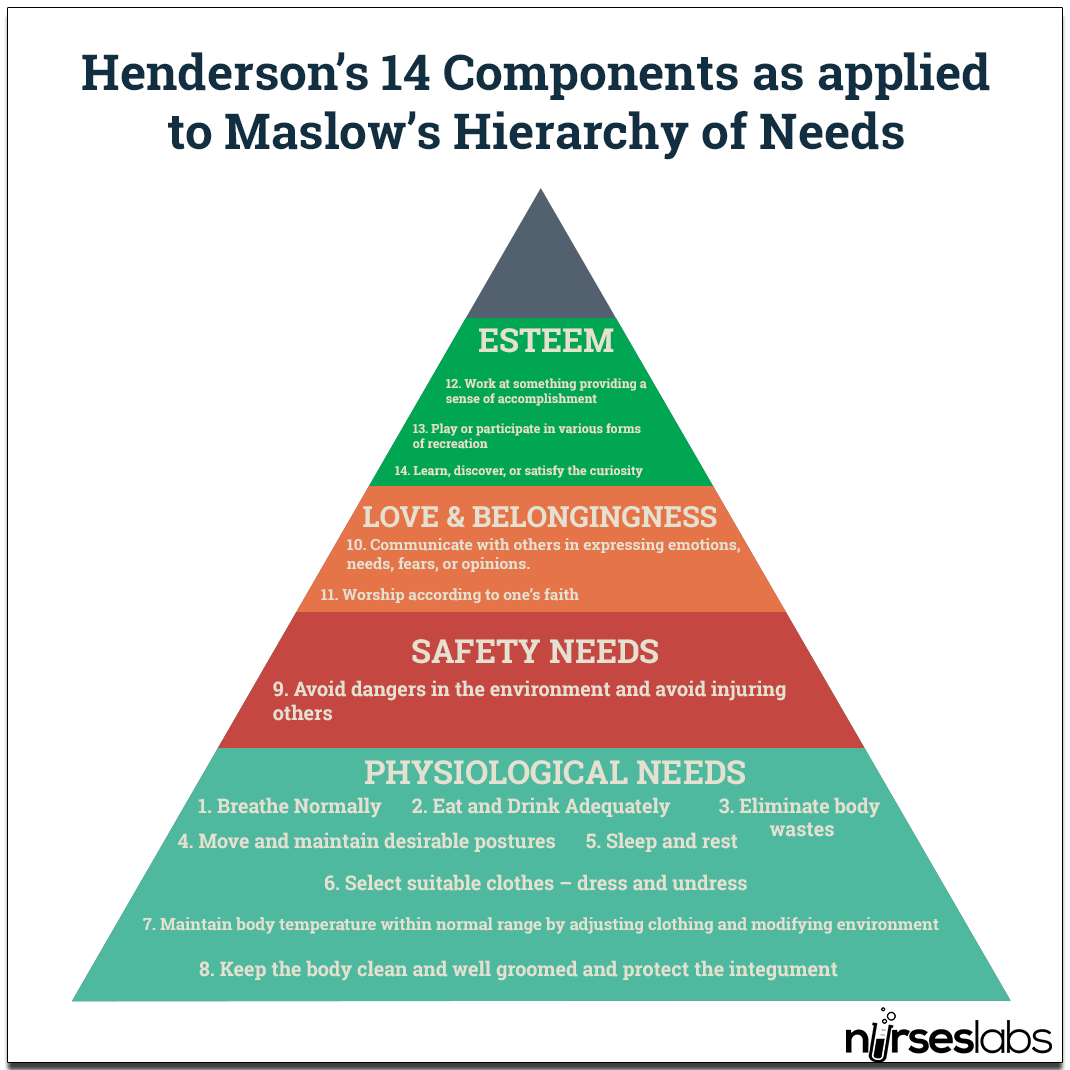 Henderson’s 14 Components as applied
to Maslow’s Hierarchy of Needs
ESTEEM
12. Work at something providing a
sense of accomplishment
13. Play or participate in various forms
of recreation
14. Learn, discover, or satisfy the curiosity
LOVE & BELONGINGNESS
10. Communicate with others in expressing emotions,
needs, fears, or opinions.
11. Worship according to one’s faith
SAFETY NEEDS
9. Avoid dangers in the environment and avoid injuring
others
PHYSIOLOGICAL NEEDS
1. Breathe Normally
2. Eat and Drink Adequately
3. Eliminate body
wastes
4. Move and maintain desirable postures
5. Sleep and rest
6. Select suitable clothes – dress and undress
7. Maintain body temperature within normal range by adjusting clothing and modifying environment
8. Keep the body clean and well groomed and protect the integument
nurseslabs